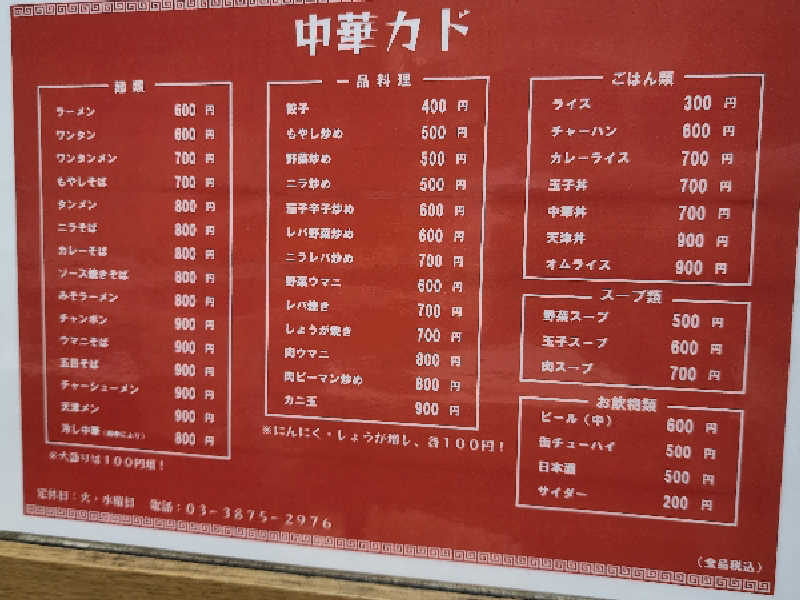 中華カド
麺類
ラーメン 600 円
ワンタン 600 円
ワンタンメン 700 円
もやしそば 700 円
タンメン 800 円
ニラそば 800 円
カレーそば 800 円
ソース焼きそば 800 円
みそラーメン 800 円
チャンポン 900 円
ウマニそば 900 円
五目そば 900 円
チャーシューメン 900 円
天津メン 900 円
冷し中華 800 円
※大盛りは100円増!
一品料理
餃子 400 円
もやし炒め 500 円
野菜炒め 500 円
ニラ炒め 500 円
茄子辛子炒め 600 円
レバ野菜炒め 600 円
ニラレバ炒め 700 円
野菜ウマニ 600 円
レバ焼き 700 円
しょうが焼き 700 円
肉ウマニ 800 円
肉ピーマン炒め 800 円
カニ玉 900 円
※にんにく・しょうが増し、各100円!
ごはん類
ライス 300 円
チャーハン 600 円
カレーライス 700 円
玉子丼 700 円
中華丼 700 円
天津丼 900 円
オムライス 900 円
スープ類
野菜スープ 500 円
玉子スープ 600 円
肉スープ 700 円
お飲物類
ビール(中) 600 円
缶チューハイ 500 円
日本酒 500 円
サイダー 200 円
定休日:火・水曜日 電話:03-3875-2976
(全品税込)